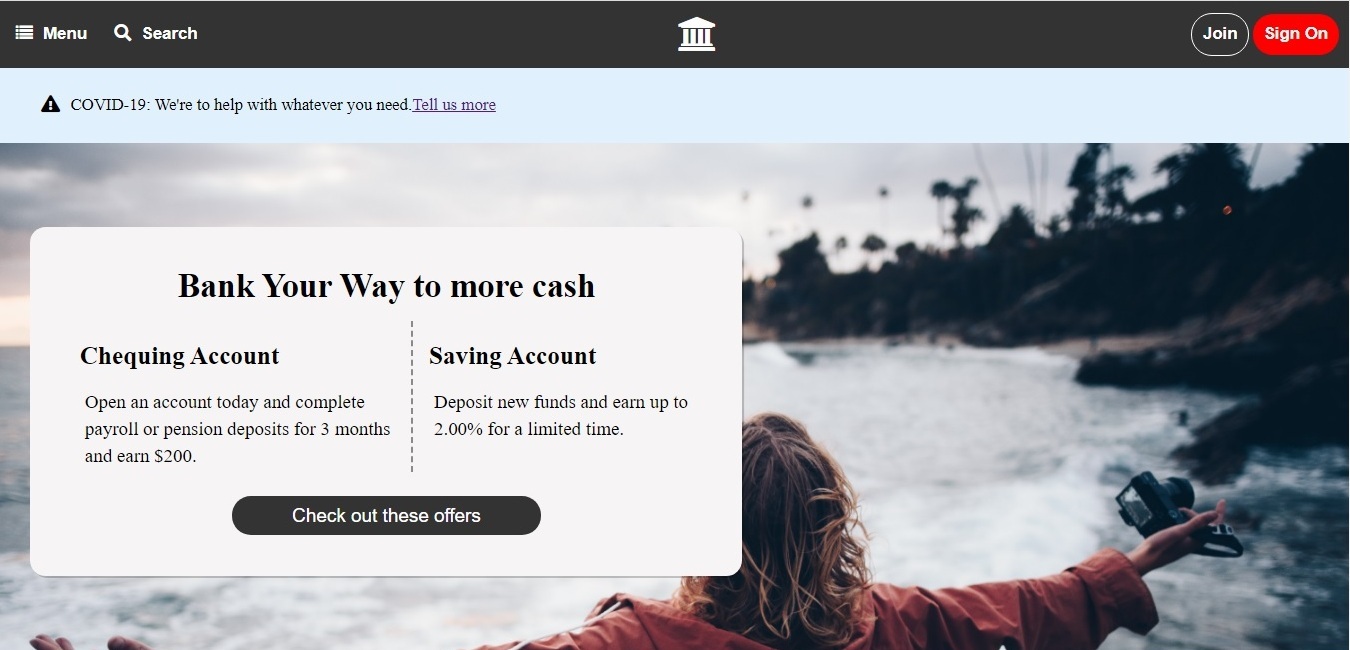 Menu Search Join Sign On
COVID-19: We're to help with whatever you need.Tell us more
Bank Your Way to more cash
Chequing Account
Open an account today and complete
payroll or pension deposits for 3 months
and earn $200.
Saving Account
Deposit new funds and earn up to
2.00% for a limited time.
Check out these offers